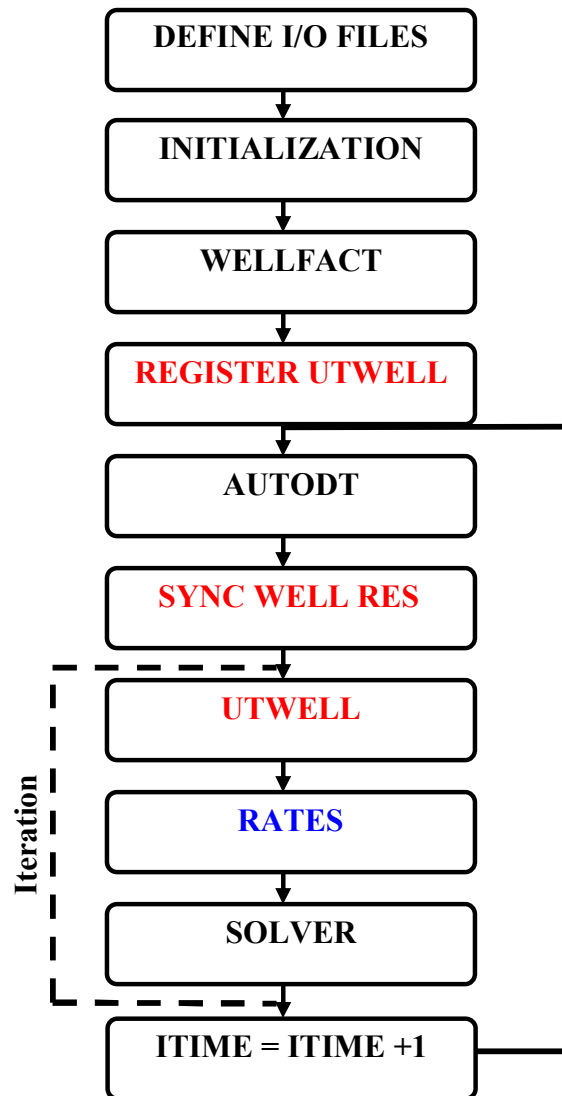 DEFINE I/O FILES
INITIALIZATION
WELLFACT
REGISTER UTWELL
AUTODT
SYNC WELL RES
UTWELL
Iteration
RATES
SOLVER
ITIME = ITIME +1